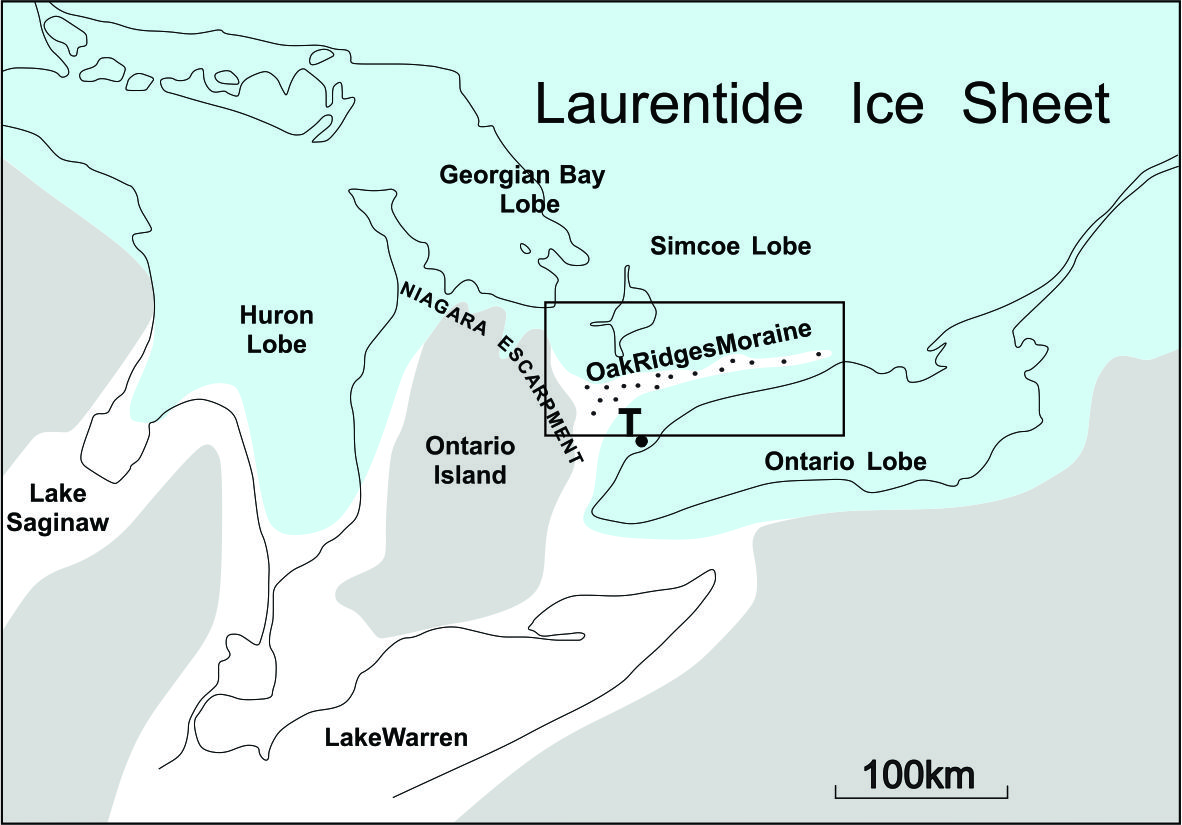 Laurentide Ice Sheet
Georgian Bay
Lobe
Simcoe Lobe
NIAGARA ESCARPMENT
Huron
Lobe
OakRidgesMoraine
T
Ontario
Island
Ontario Lobe
Lake
Saginaw
LakeWarren
100km